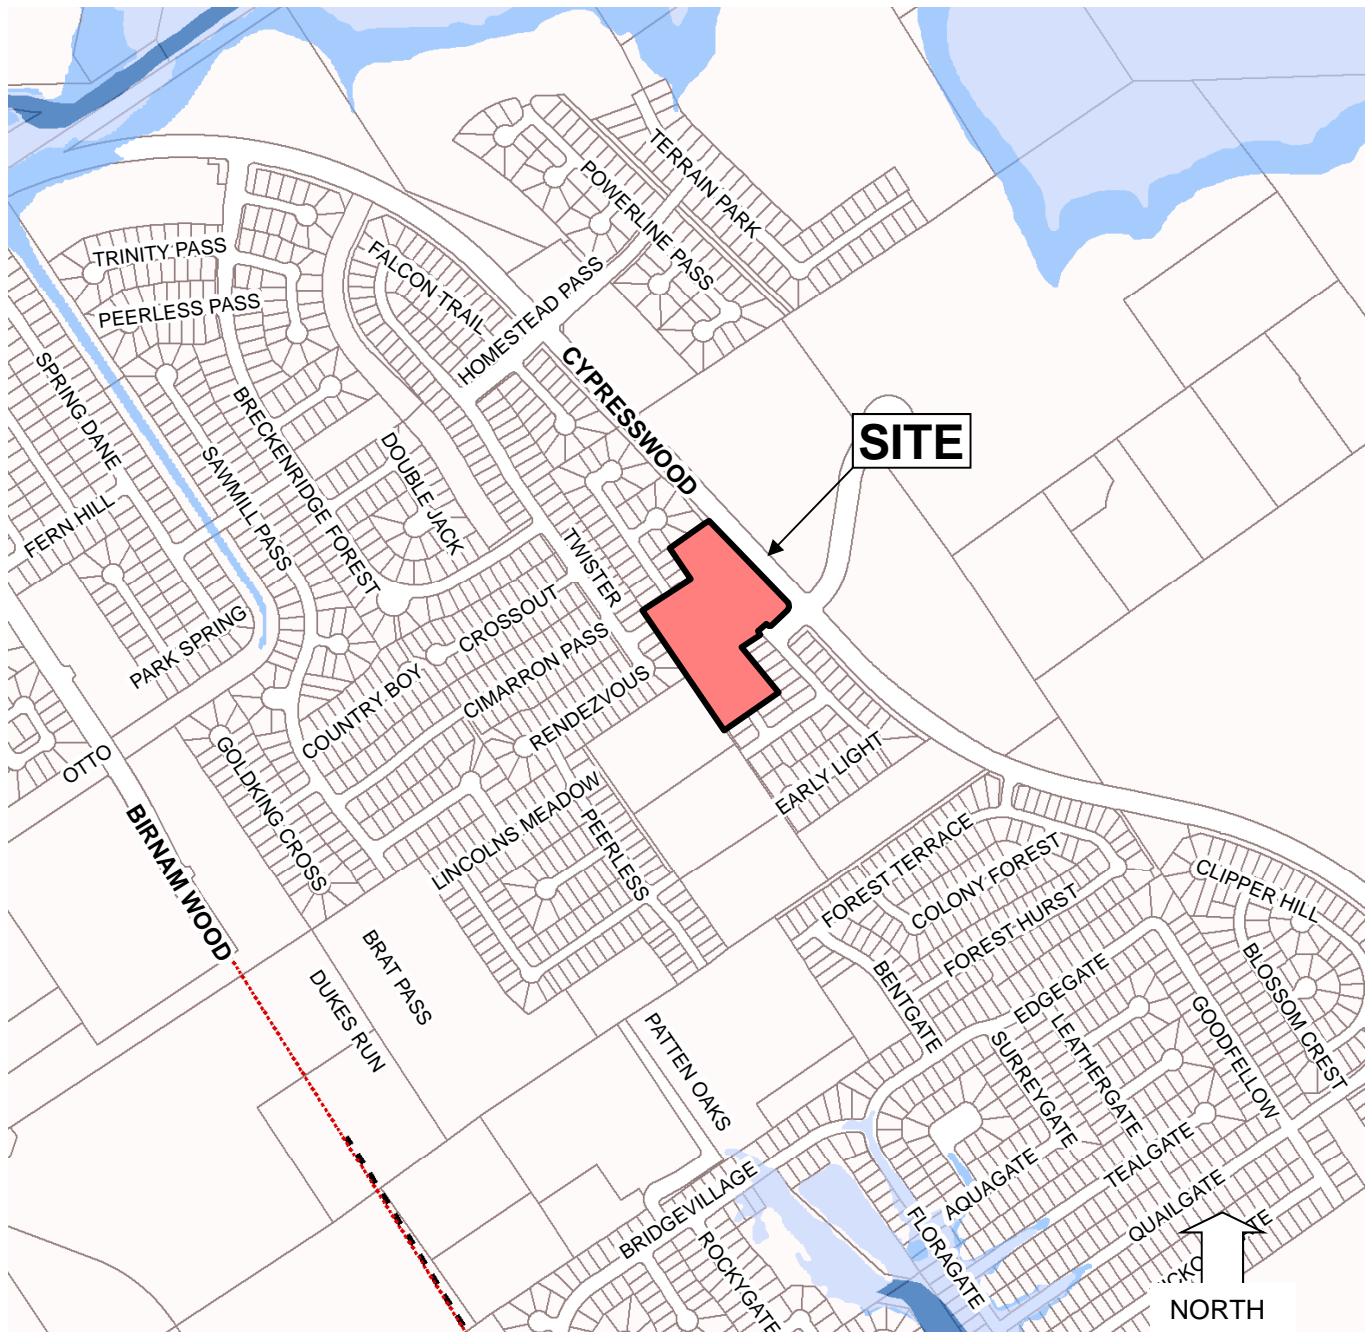 TERRAIN PARK
POWERLINE PASS
TRINITY PASS
FALCON TRAIL
HOMESTEAD PASS
PEERLESS PASS
CYPRESSWOOD
SPRING DANE
BRECKENRIDGE FOREST
SITE
DOUBLE JACK
SAWMILL PASS
FERN HILL
TWISTER
CROSSOUT
PARK SPRING
CIMARRON PASS
COUNTRY BOY
RENDEZVOUS
OTTO
GOLDKING CROSS
EARLY LIGHT
LINCOLNS MEADOW
PEERLESS
BIRNAM WOOD
FOREST TERRACE
COLONY FOREST
CLIPPER HILL
FOREST HURST
BRAT PASS
BENTGATE
EDGEGATE
BLOSSOM CREST
DUKES RUN
GOODFELLOW
PATTEN OAKS
SURREYGATE
LEATHERGATE
TEALGATE
AQUAGATE
BRIDGEVILLAGE
QUAILGATE
FLORAGATE
ROCKYGATE
NORTH